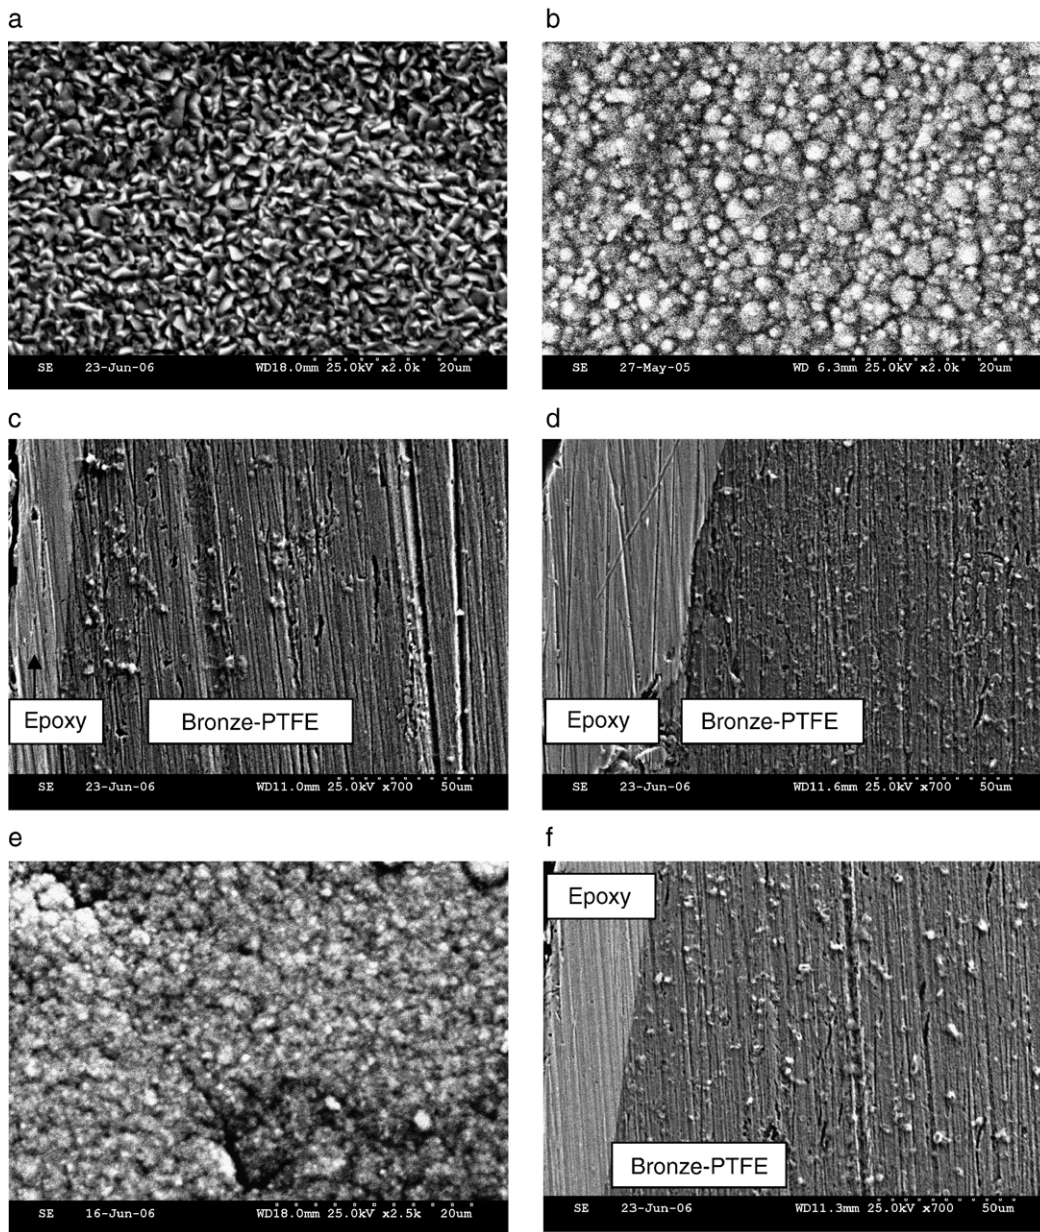 a
b
SE 23-Jun-06 WD18.0mm 25.0kV x2.0k 20um
SE 27-May-05 WD 6.3mm 25.0kV x2.0k 20um
c
d
Epoxy
Bronze-PTFE
Epoxy
Bronze-PTFE
SE 23-Jun-06 WD11.0mm 25.0kV x700 50um
SE 23-Jun-06 WD11.6mm 25.0kV x700 50um
e
f
Epoxy
Bronze-PTFE
SE 16-Jun-06 WD18.0mm 25.0kV x2.5k 20um
SE 23-Jun-06 WD11.3mm 25.0kV x700 50um